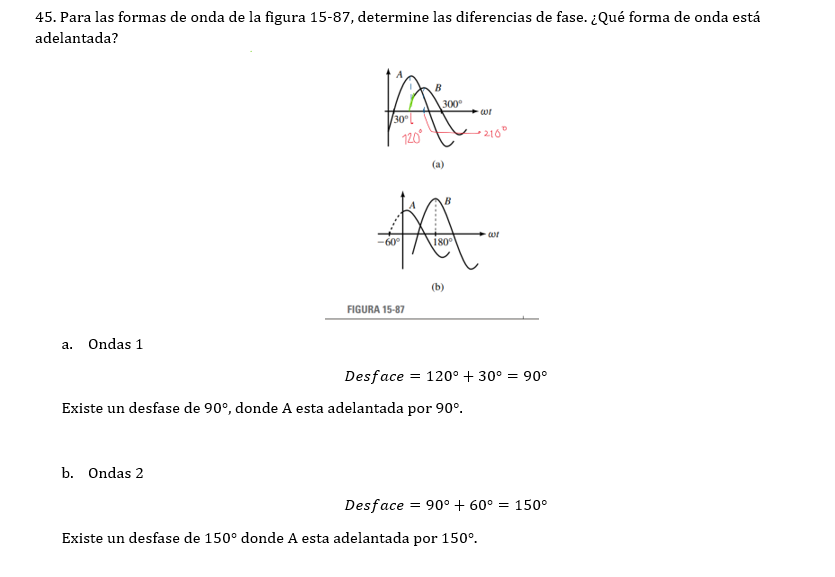 45. Para las formas de onda de la figura 15-87, determine las diferencias de fase. ¿Qué forma de onda está
adelantada?
A
B
300°
ωt
30°
120°
210°
(a)
A
B
ωt
−60°
180°
(b)
FIGURA 15-87
a. Ondas 1
Desface = 120° + 30° = 90°
Existe un desfase de 90°, donde A esta adelantada por 90°.
b. Ondas 2
Desface = 90° + 60° = 150°
Existe un desfase de 150° donde A esta adelantada por 150°.